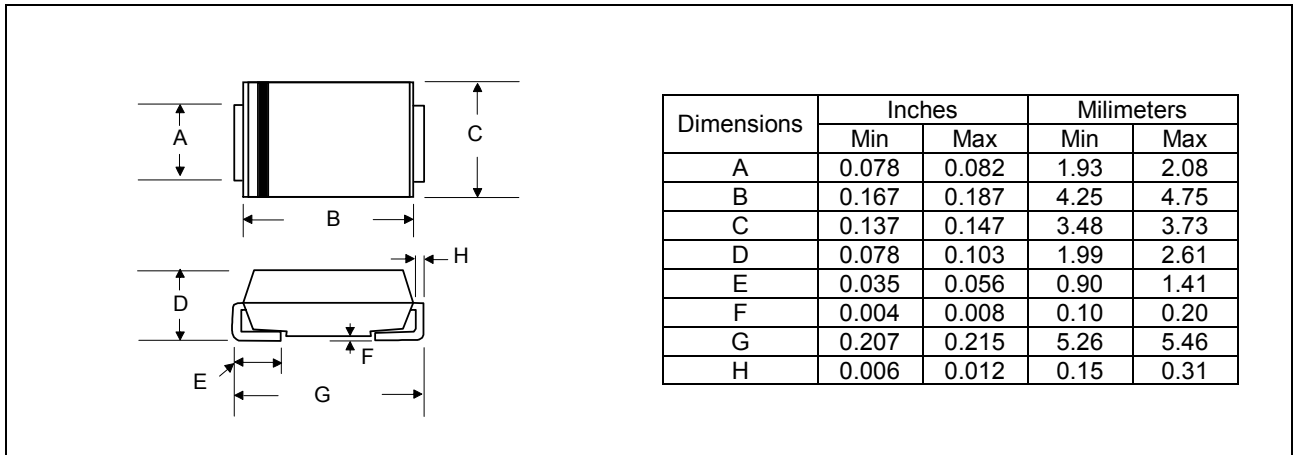 A
C
B
H
D
F
E
G
Dimensions Inches Milimeters
Min Max Min Max
A 0.078 0.082 1.93 2.08
B 0.167 0.187 4.25 4.75
C 0.137 0.147 3.48 3.73
D 0.078 0.103 1.99 2.61
E 0.035 0.056 0.90 1.41
F 0.004 0.008 0.10 0.20
G 0.207 0.215 5.26 5.46
H 0.006 0.012 0.15 0.31